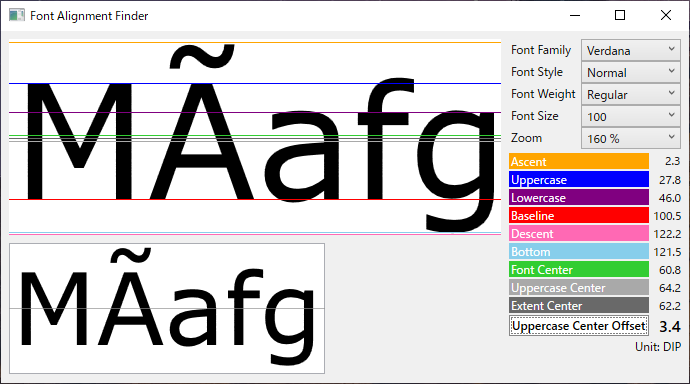 Font Alignment Finder
MÃafg
MÃafg
Font Family Verdana
Font Style Normal
Font Weight Regular
Font Size 100
Zoom 160 %
Ascent 2.3
Uppercase 27.8
Lowercase 46.0
Baseline 100.5
Descent 122.2
Bottom 121.5
Font Center 60.8
Uppercase Center 64.2
Extent Center 62.2
Uppercase Center Offset 3.4
Unit: DIP